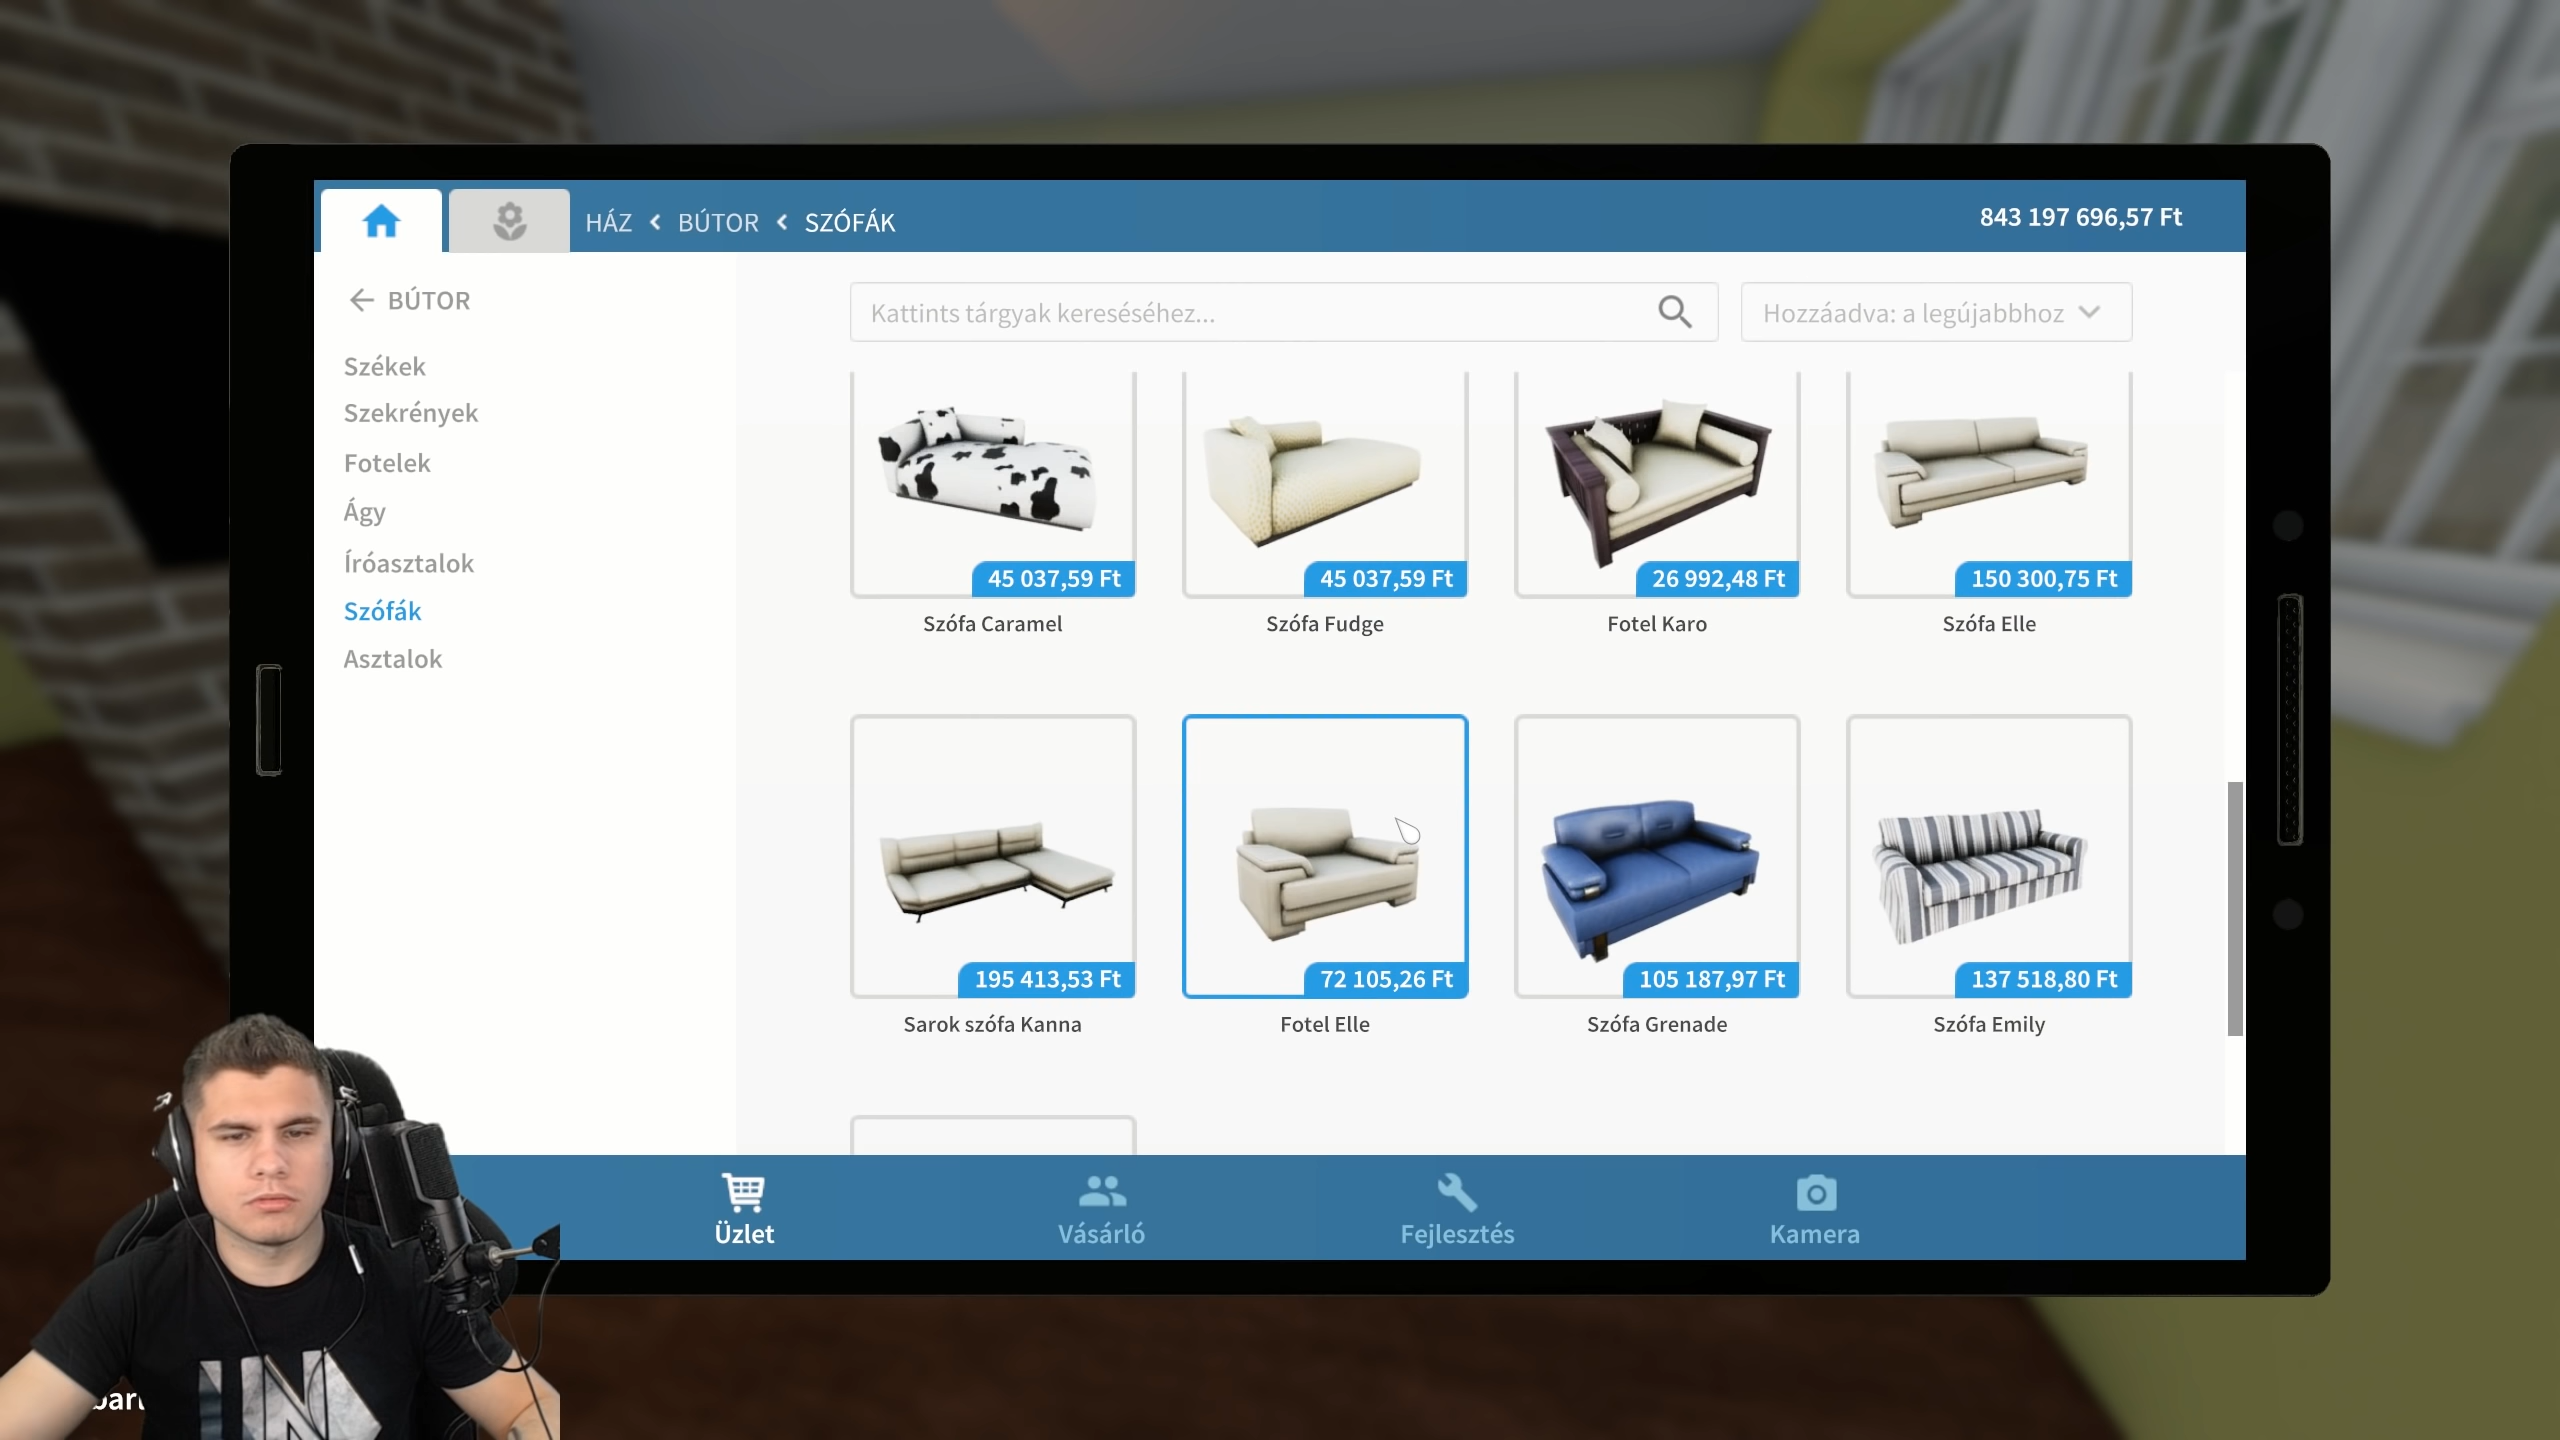 HÁZ < BÚTOR < SZÓFÁK
843 197 696,57 Ft
BÚTOR
Székek
Szekrények
Fotelek
Ágy
Íróasztalok
Szófák
Asztalok
Kattints tárgyak kereséséhez...
Hozzáadva: a legújabbhoz
45 037,59 Ft
45 037,59 Ft
26 992,48 Ft
150 300,75 Ft
Szófa Caramel
Szófa Fudge
Fotel Karo
Szófa Elle
195 413,53 Ft
72 105,26 Ft
105 187,97 Ft
137 518,80 Ft
Sarok szófa Kanna
Fotel Elle
Szófa Grenade
Szófa Emily
Üzlet
Vásárló
Fejlesztés
Kamera